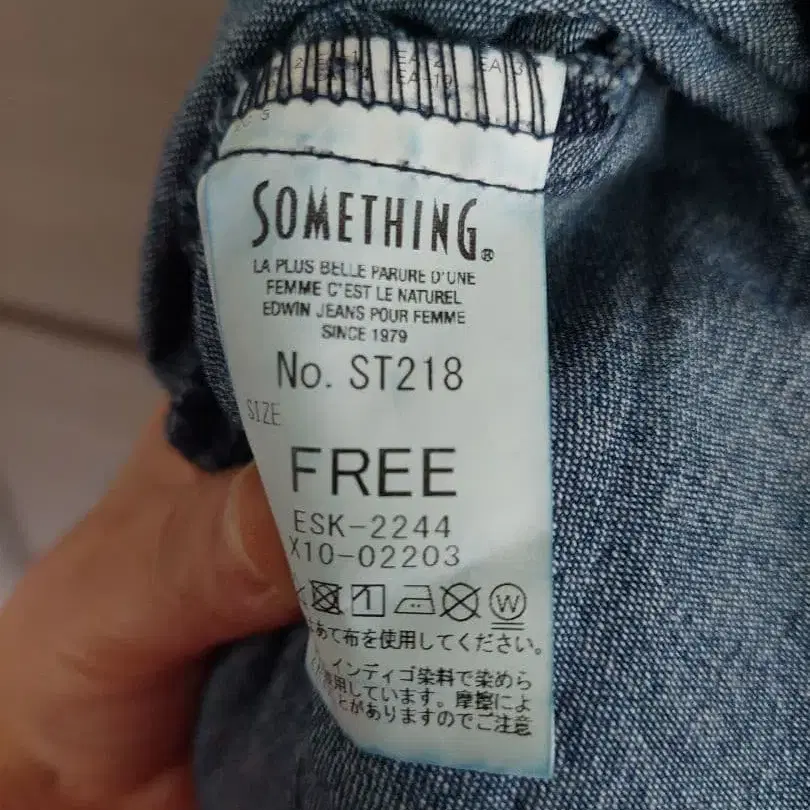 SOMETHING®
LA PLUS BELLE PARURE D'UNE
FEMME C'EST LE NATUREL
EDWIN JEANS POUR FEMME
SINCE 1979
No. ST218
SIZE
FREE
ESK-2244
X10-02203
W
あて布を使用してください。
インディゴ染料で染めら
用しています。摩擦によ
とがありますのでご注意